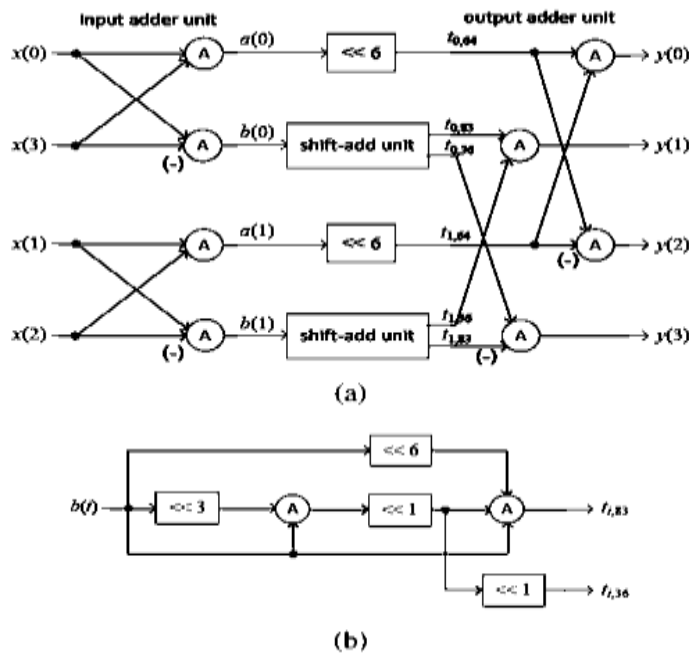 input adder unit
output adder unit
x(0)
A
a(0)
<< 6
t0,64
A
y(0)
x(3)
(-)
A
b(0)
shift-add unit
t0,83
t0,36
A
y(1)
x(1)
A
a(1)
<< 6
t1,64
(-)
A
y(2)
x(2)
(-)
A
b(1)
shift-add unit
t1,36
t1,83
(-)
A
y(3)
(a)
<< 6
b(i)
<< 3
A
<< 1
A
ti,83
<< 1
ti,36
(b)